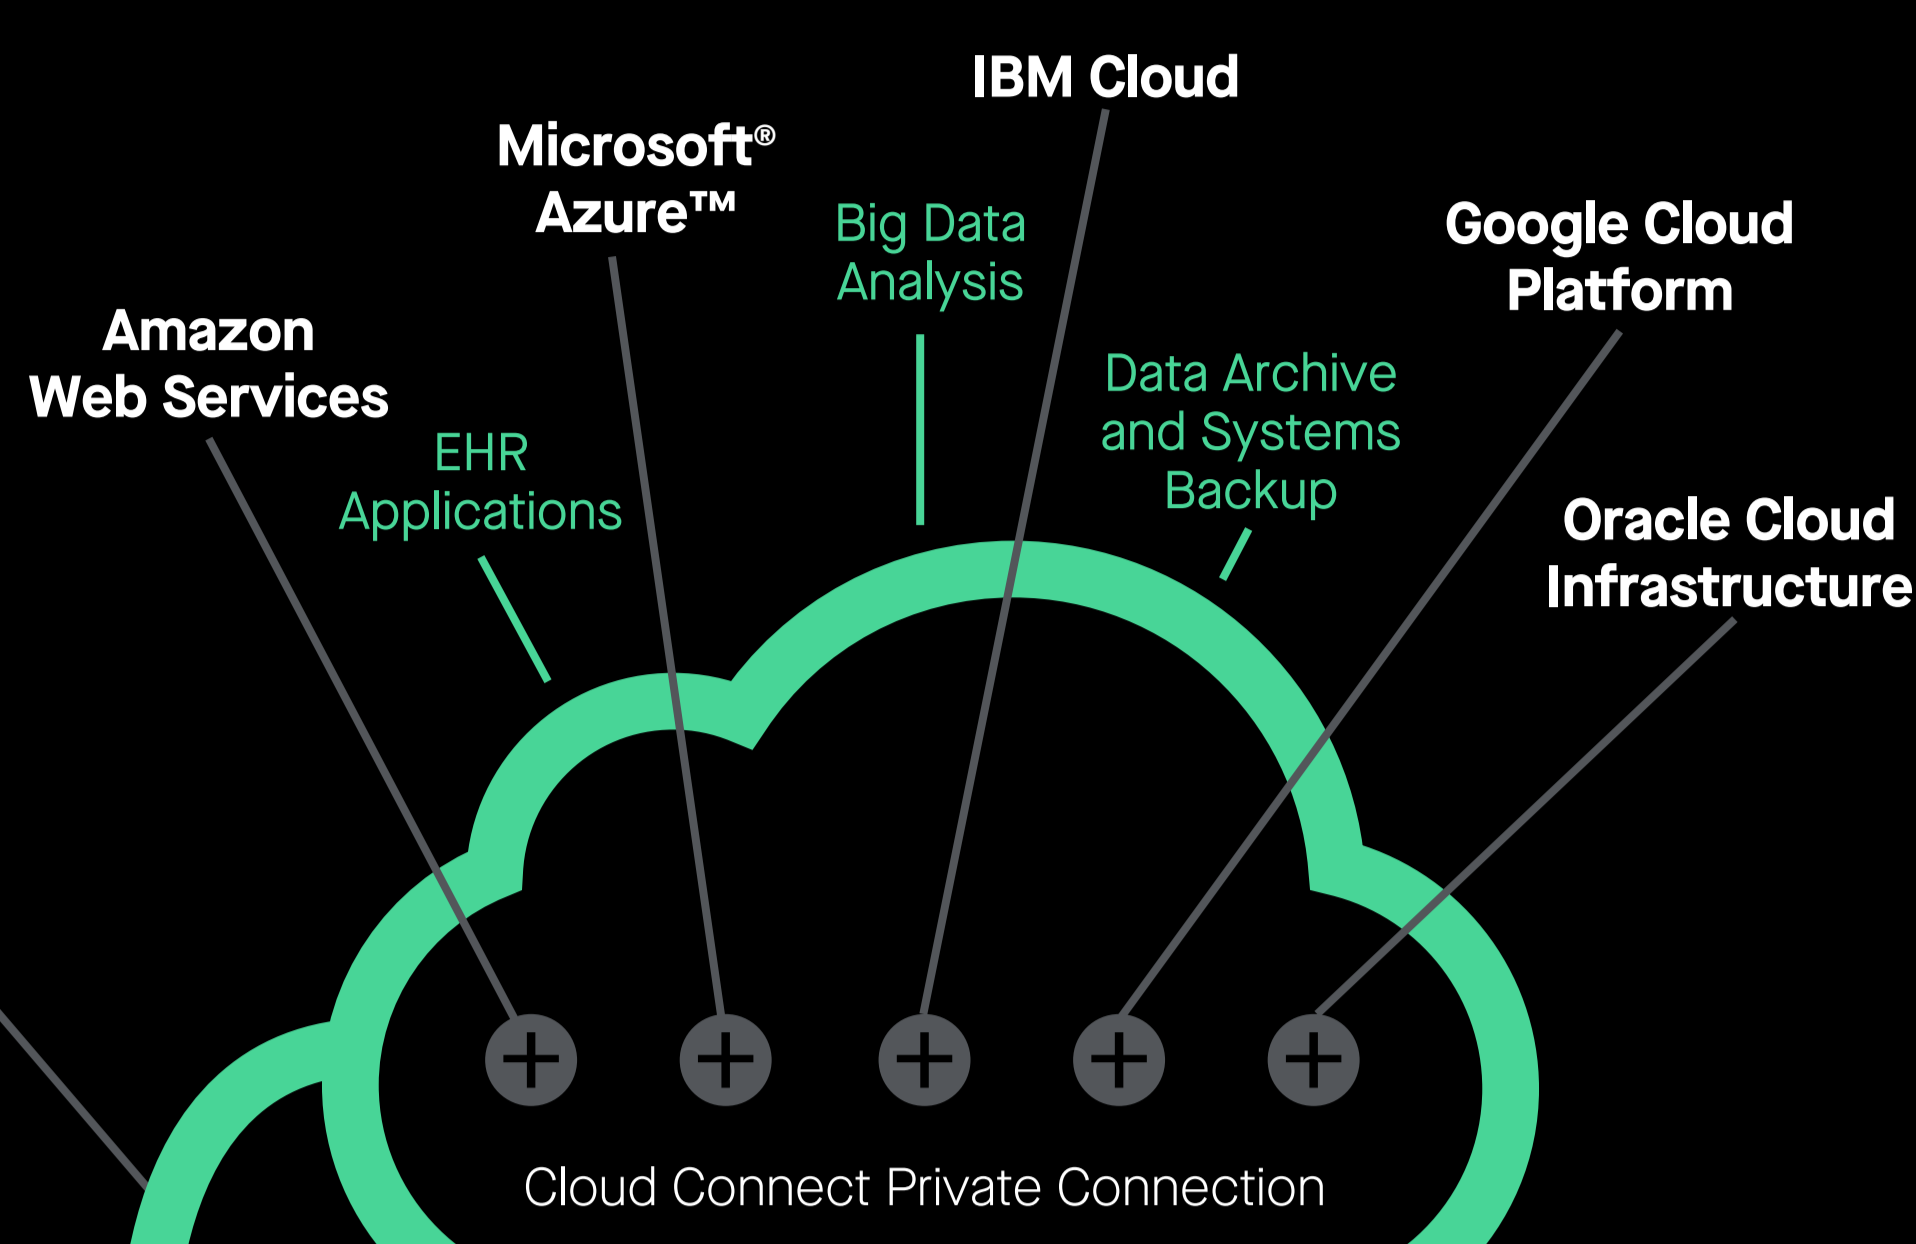 IBM Cloud
Microsoft®
Azure™
Big Data
Analysis
Google Cloud
Platform
Amazon
Web Services
Data Archive
and Systems
Backup
EHR
Applications
Oracle Cloud
Infrastructure
Cloud Connect Private Connection